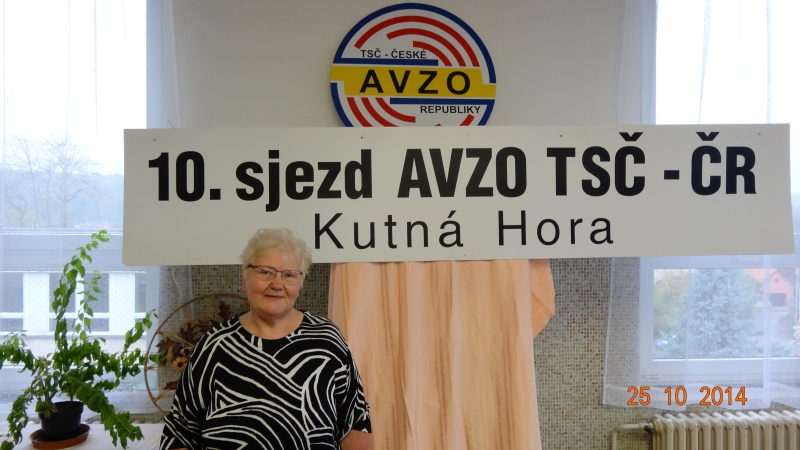 TSČ - ČESKÉ
AVZO
REPUBLIKY
10. sjezd AVZO TSČ - ČR
Kutná Hora
25 10 2014